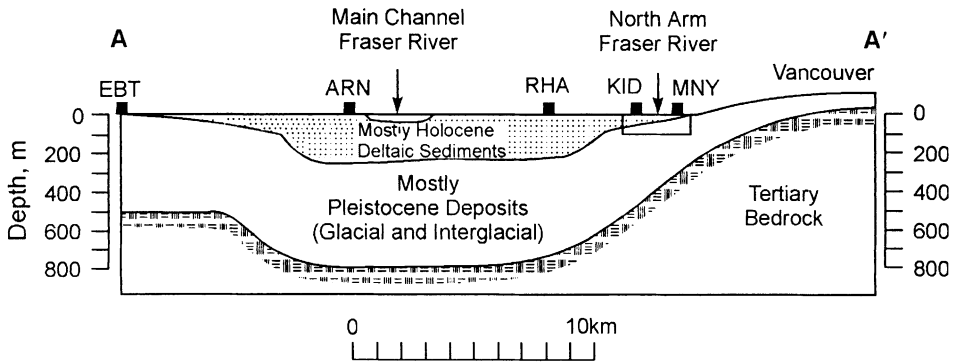 A
Main Channel
Fraser River
North Arm
Fraser River
A′
EBT
ARN
RHA
KID
MNY
Vancouver
0
200
400
600
800
Depth, m
Mostly Holocene
Deltaic Sediments
Mostly
Pleistocene Deposits
(Glacial and Interglacial)
Tertiary
Bedrock
0
200
400
600
800
0
10km